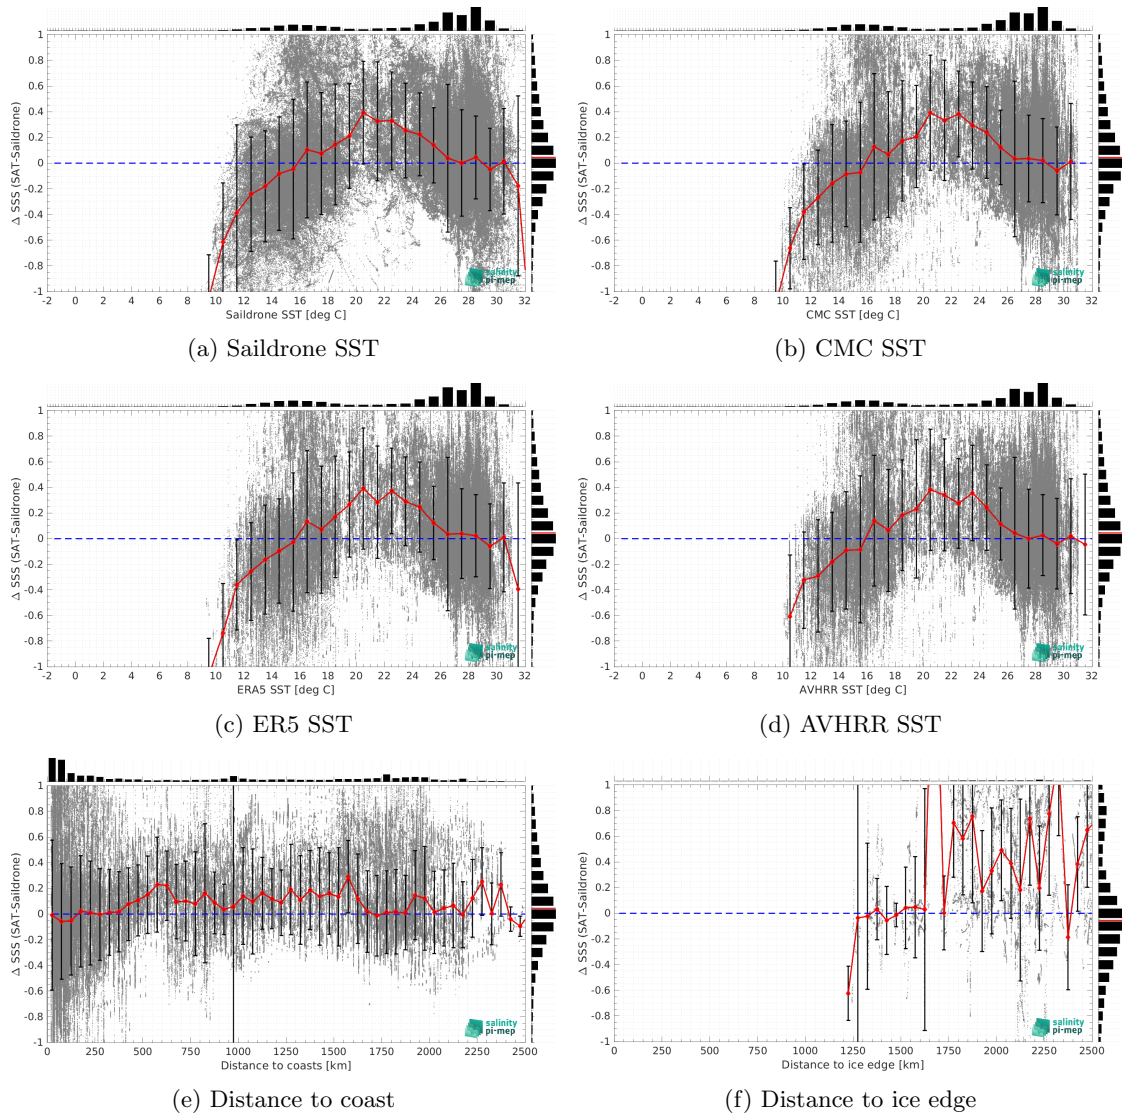 1
0.8
0.6
0.4
0.2
0
-0.2
-0.4
-0.6
-0.8
-1
Δ SSS (SAT-Saildrone)
salinity
pi-mep
-2 0 2 4 6 8 10 12 14 16 18 20 22 24 26 28 30 32
Saildrone SST [deg C]
(a) Saildrone SST
1
0.8
0.6
0.4
0.2
0
-0.2
-0.4
-0.6
-0.8
-1
Δ SSS (SAT-Saildrone)
salinity
pi-mep
-2 0 2 4 6 8 10 12 14 16 18 20 22 24 26 28 30 32
CMC SST [deg C]
(b) CMC SST
1
0.8
0.6
0.4
0.2
0
-0.2
-0.4
-0.6
-0.8
-1
Δ SSS (SAT-Saildrone)
salinity
pi-mep
-2 0 2 4 6 8 10 12 14 16 18 20 22 24 26 28 30 32
ERA5 SST [deg C]
(c) ER5 SST
1
0.8
0.6
0.4
0.2
0
-0.2
-0.4
-0.6
-0.8
-1
Δ SSS (SAT-Saildrone)
salinity
pi-mep
-2 0 2 4 6 8 10 12 14 16 18 20 22 24 26 28 30 32
AVHRR SST [deg C]
(d) AVHRR SST
1
0.8
0.6
0.4
0.2
0
-0.2
-0.4
-0.6
-0.8
-1
Δ SSS (SAT-Saildrone)
salinity
pi-mep
0 250 500 750 1000 1250 1500 1750 2000 2250 2500
Distance to coasts [km]
(e) Distance to coast
1
0.8
0.6
0.4
0.2
0
-0.2
-0.4
-0.6
-0.8
-1
Δ SSS (SAT-Saildrone)
salinity
pi-mep
0 250 500 750 1000 1250 1500 1750 2000 2250 2500
Distance to ice edge [km]
(f) Distance to ice edge